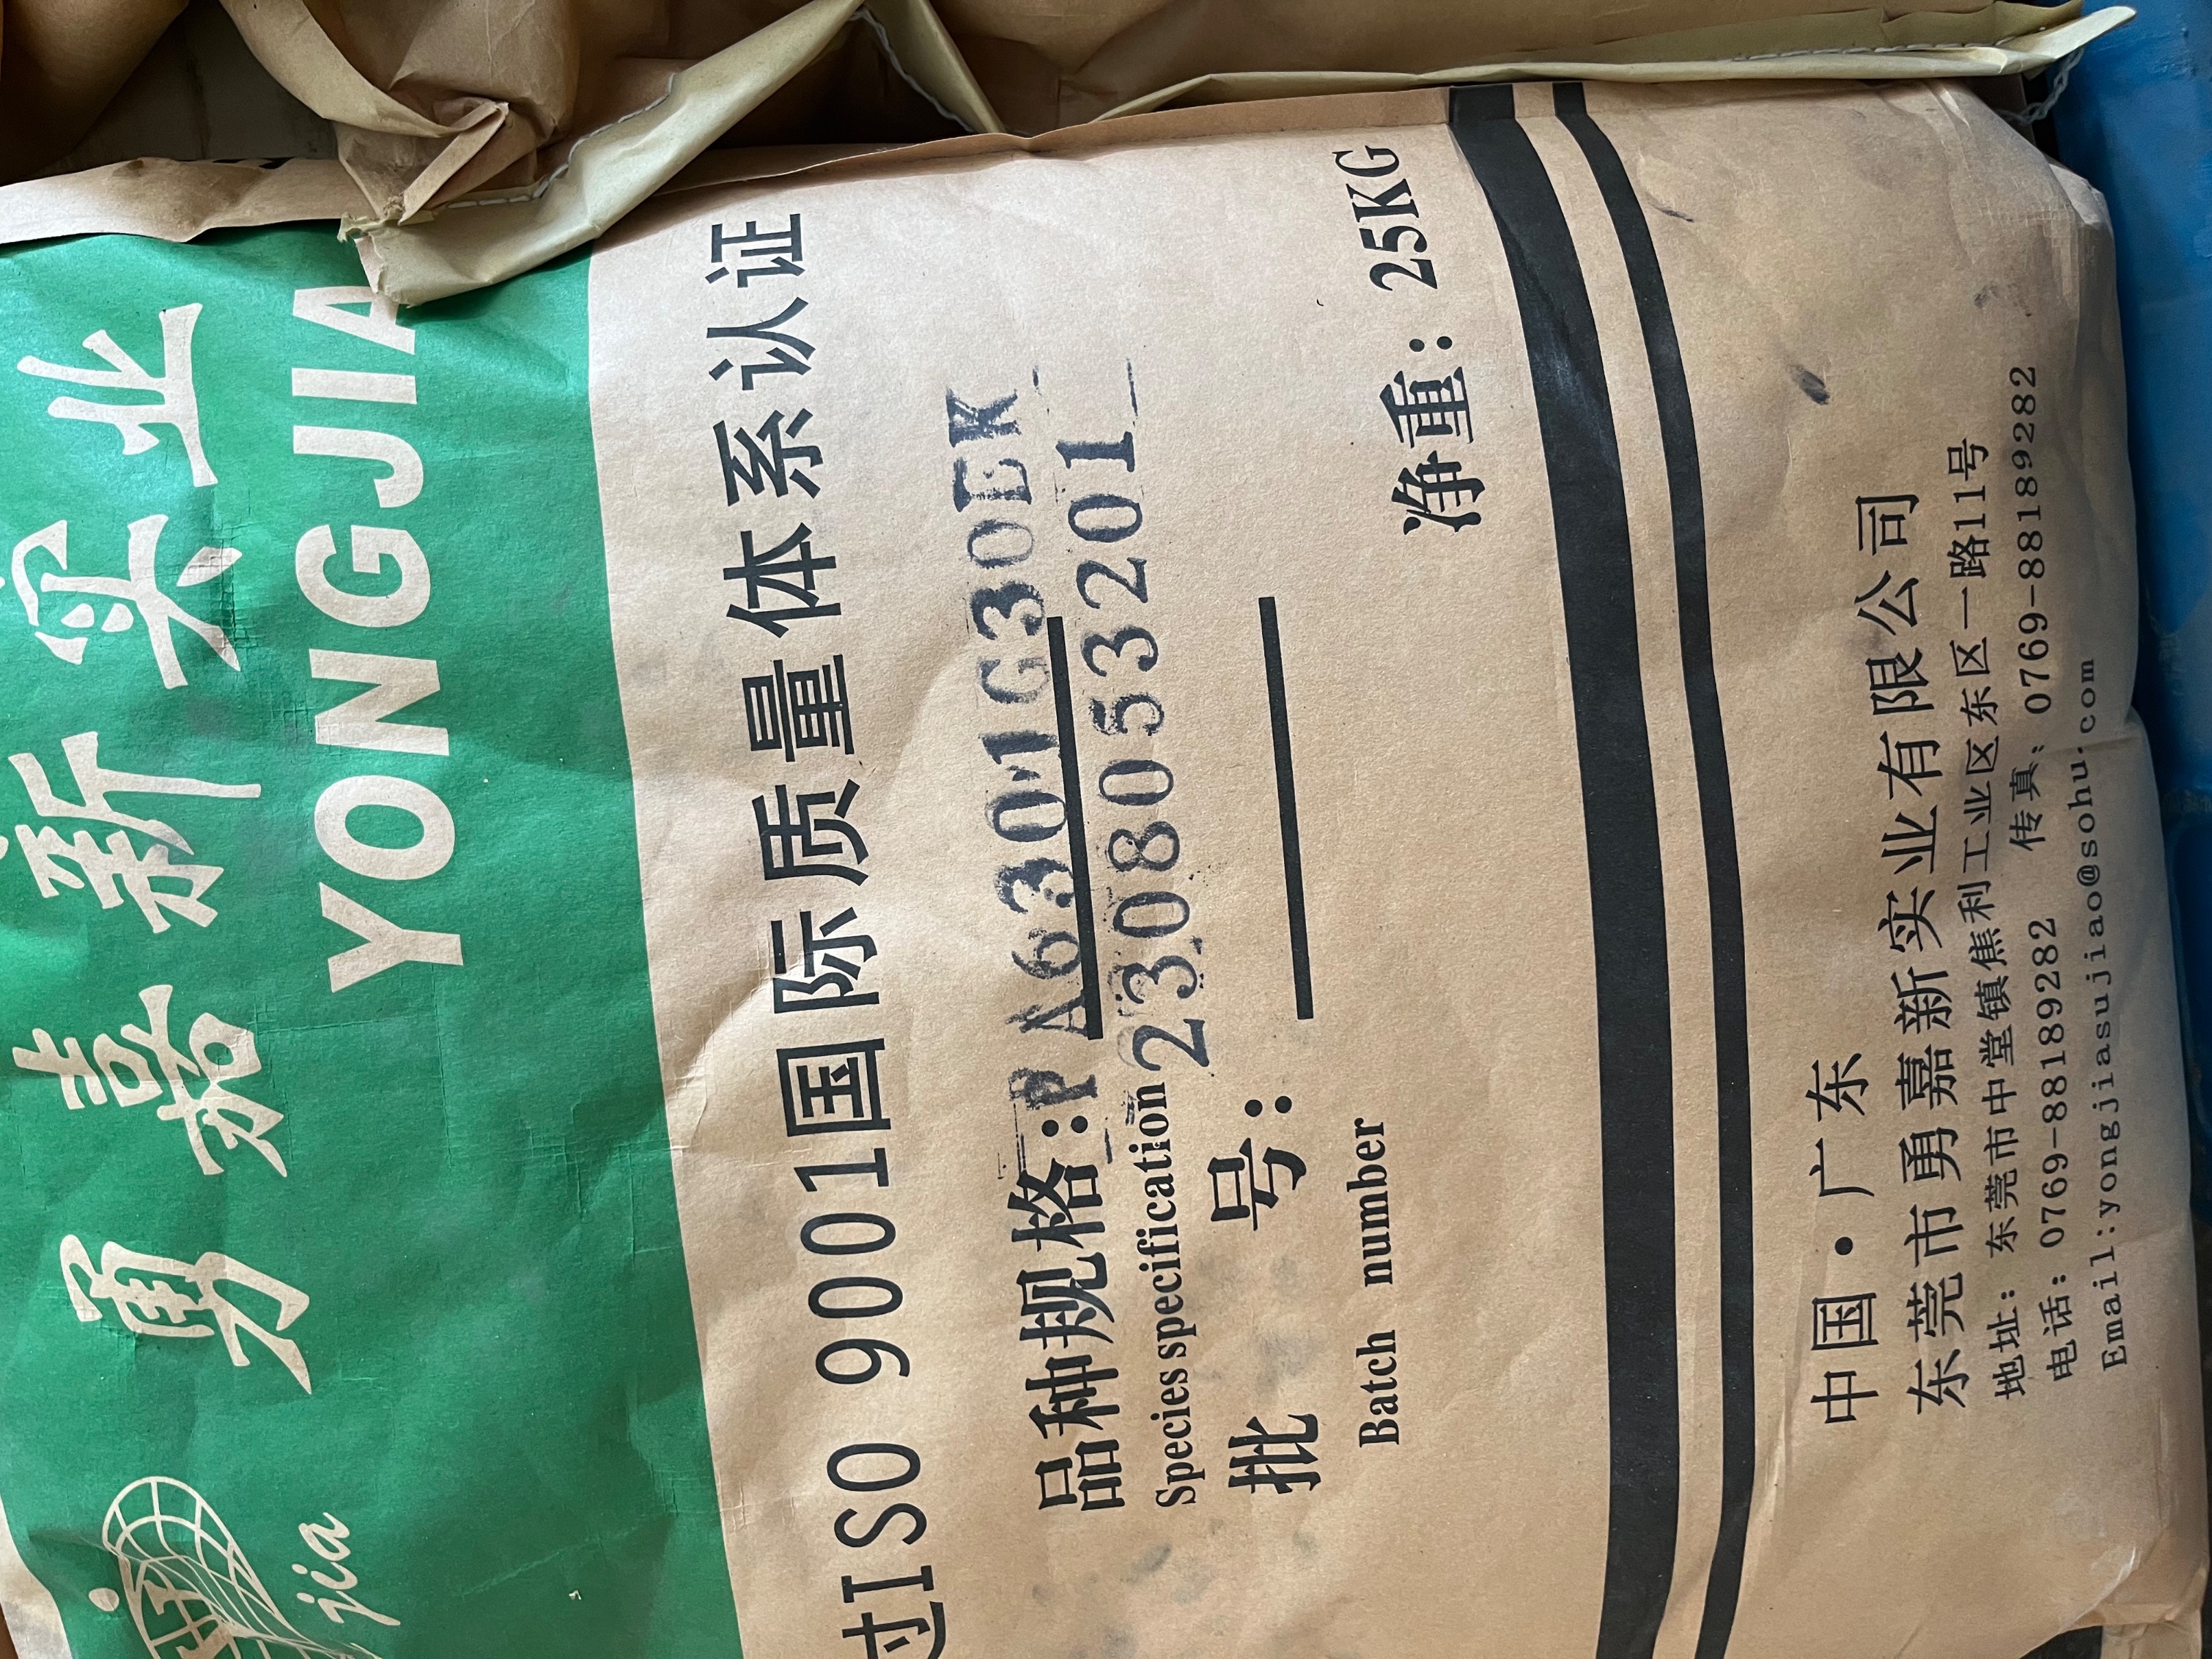 勇嘉新实业
YONGJIA
jia
过ISO 9001国际质量体系认证
品种规格:PA6301G30EK
Species specification 2308053201
批 号:
Batch number
净重: 25KG
中国·广东
东莞市勇嘉新实业有限公司
地址: 东莞市中堂镇焦利工业区东区一路11号
电话: 0769-88189282 传真: 0769-88189282
Email:yongjiasujiao@sohu.com